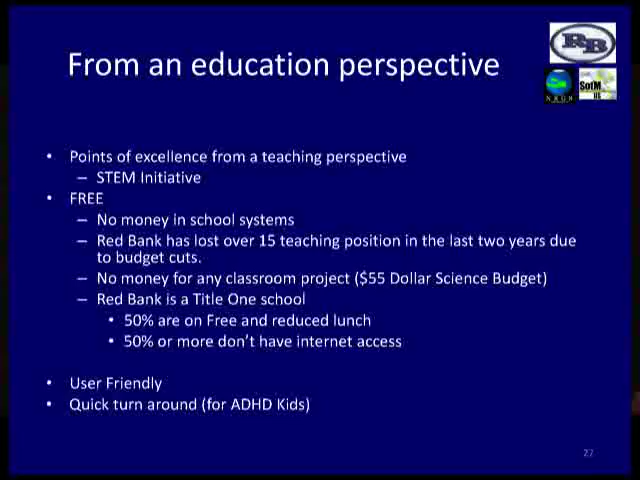 From an education perspective
RB
SofM
• Points of excellence from a teaching perspective
– STEM Initiative
• FREE
– No money in school systems
– Red Bank has lost over 15 teaching position in the last two years due
to budget cuts.
– No money for any classroom project ($55 Dollar Science Budget)
– Red Bank is a Title One school
• 50% are on Free and reduced lunch
• 50% or more don't have internet access
• User Friendly
• Quick turn around (for ADHD Kids)
27